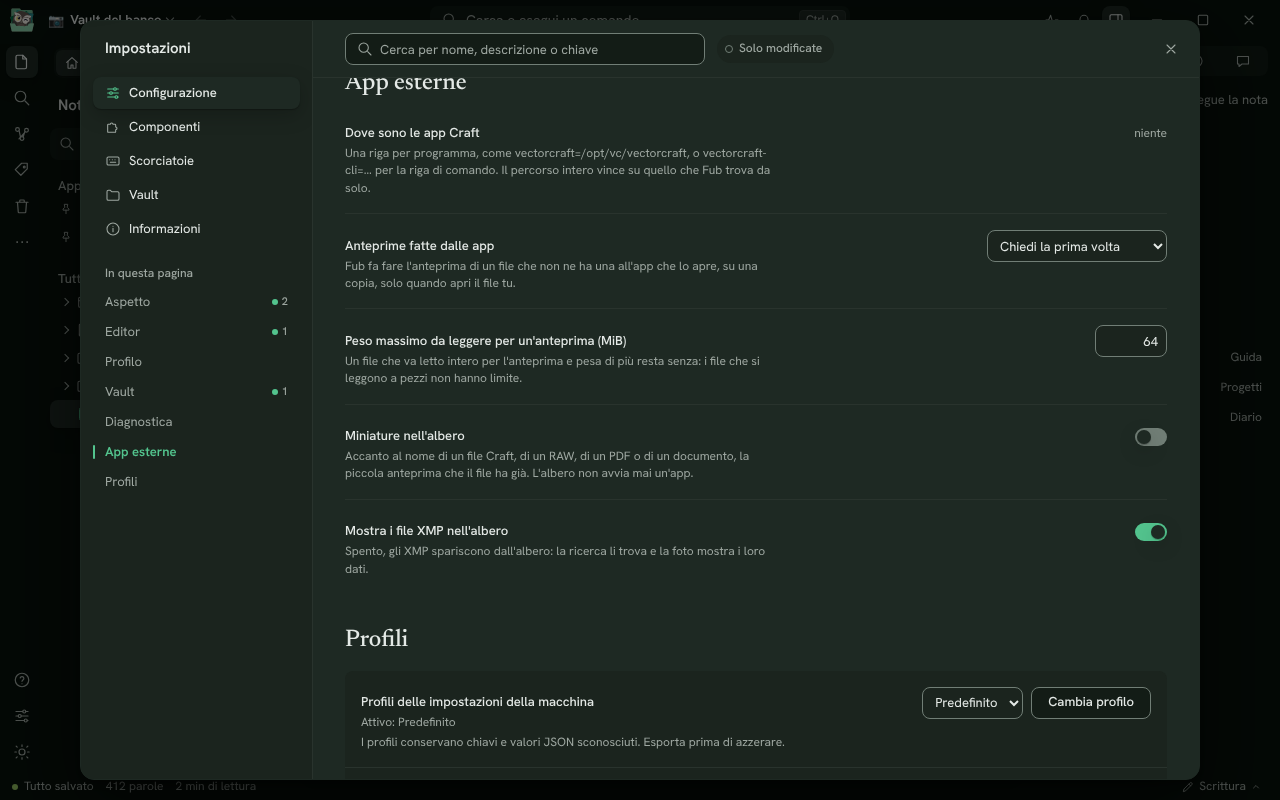 Vault del banco
Cerca o esegui un comando
Ctrl+O
Impostazioni
Cerca per nome, descrizione o chiave
Solo modificate
Configurazione
Componenti
Scorciatoie
Vault
Informazioni
In questa pagina
Aspetto 2
Editor 1
Profilo
Vault 1
Diagnostica
App esterne
Profili
App esterne
Dove sono le app Craft
niente
Una riga per programma, come vectorcraft=/opt/vc/vectorcraft, o vectorcraft-
cli=… per la riga di comando. Il percorso intero vince su quello che Fub trova da
solo.
Anteprime fatte dalle app
Chiedi la prima volta
Fub fa fare l'anteprima di un file che non ne ha una all'app che lo apre, su una
copia, solo quando apri il file tu.
Peso massimo da leggere per un'anteprima (MiB)
64
Un file che va letto intero per l'anteprima e pesa di più resta senza: i file che si
leggono a pezzi non hanno limite.
Miniature nell'albero
Accanto al nome di un file Craft, di un RAW, di un PDF o di un documento, la
piccola anteprima che il file ha già. L'albero non avvia mai un'app.
Mostra i file XMP nell'albero
Spento, gli XMP spariscono dall'albero: la ricerca li trova e la foto mostra i loro
dati.
Profili
Profili delle impostazioni della macchina
Predefinito
Cambia profilo
Attivo: Predefinito
I profili conservano chiavi e valori JSON sconosciuti. Esporta prima di azzerare.
Not
App
Tutt
egue la nota
Guida
Progetti
Diario
Tutto salvato
412 parole
2 min di lettura
Scrittura